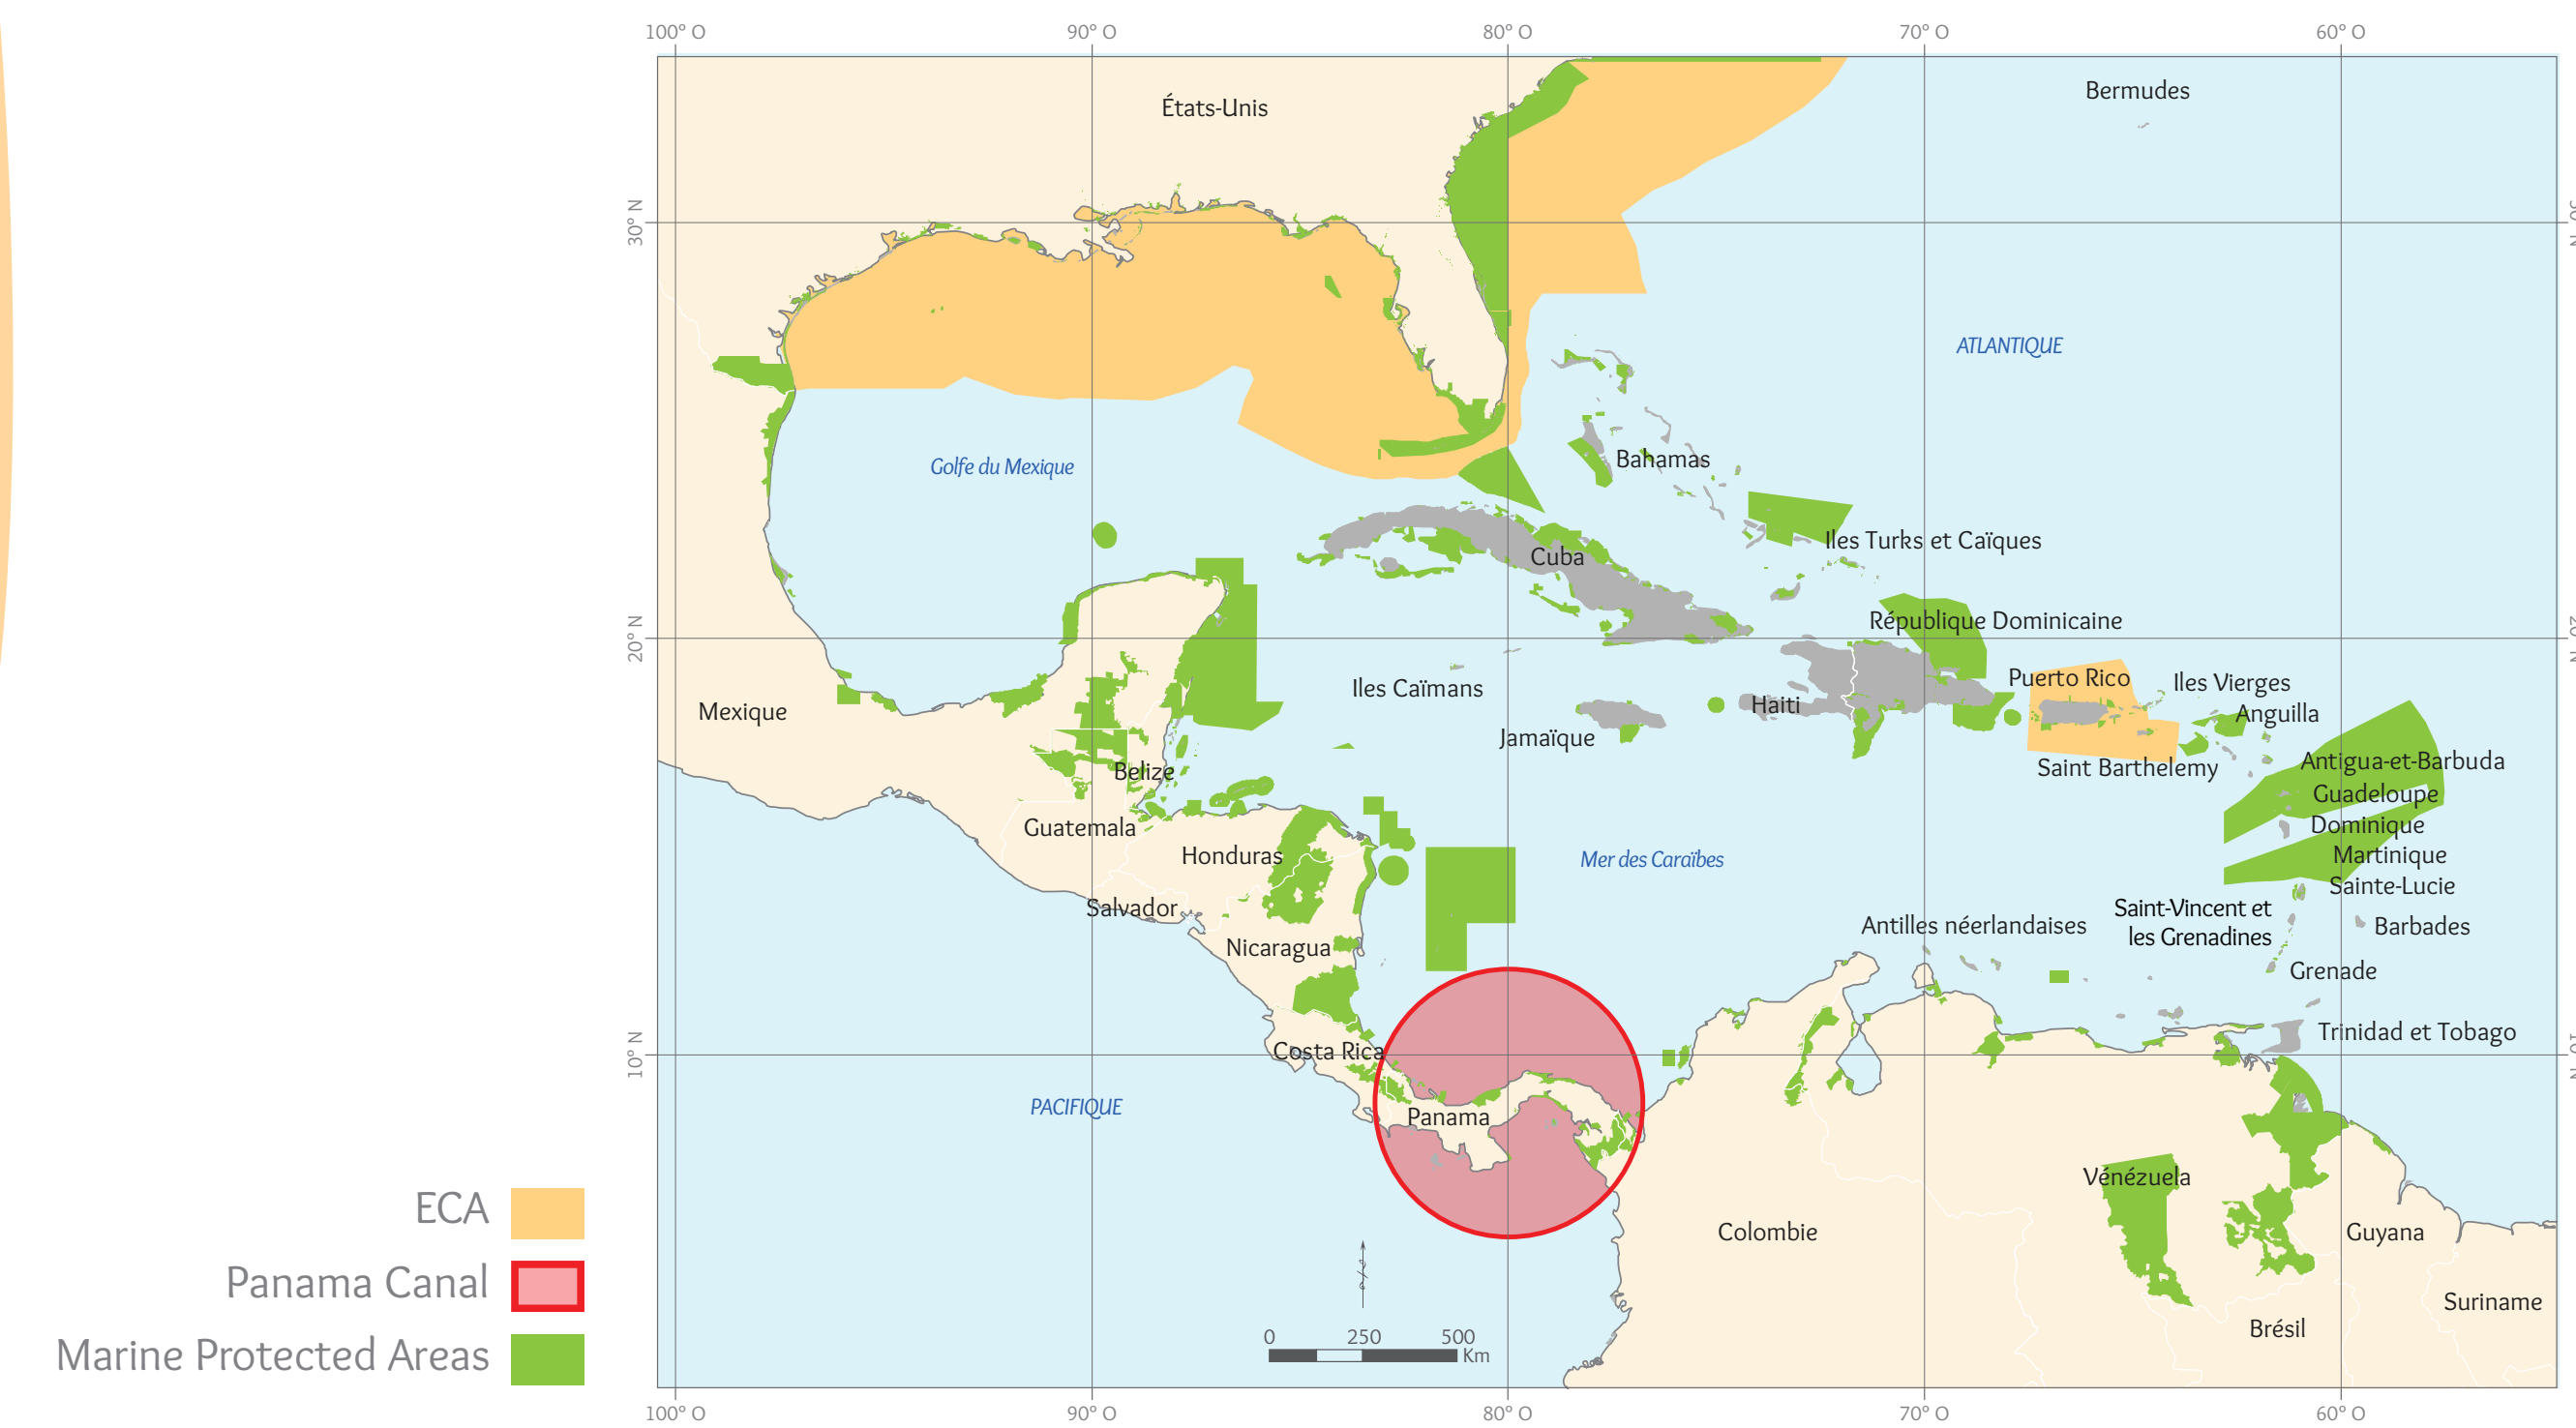 100° O
90° O
80° O
70° O
60° O
Bermudes
États-Unis
30° N
ATLANTIQUE
Golfe du Mexique
Bahamas
Iles Turks et Caïques
Cuba
République Dominicaine
20° N
Puerto Rico
Iles Vierges
Iles Caïmans
Haiti
Mexique
Anguilla
Jamaïque
Antigua-et-Barbuda
Saint Barthelemy
Belize
Guadeloupe
Dominique
Guatemala
Honduras
Mer des Caraïbes
Martinique
Sainte-Lucie
Salvador
Saint-Vincent et
les Grenadines
Antilles néerlandaises
Barbades
Nicaragua
Grenade
Trinidad et Tobago
10° N
Costa Rica
PACIFIQUE
Panama
Vénézuela
Colombie
Guyana
Suriname
Brésil
ECA
Panama Canal
Marine Protected Areas
0 250 500
Km
100° O
90° O
80° O
70° O
60° O